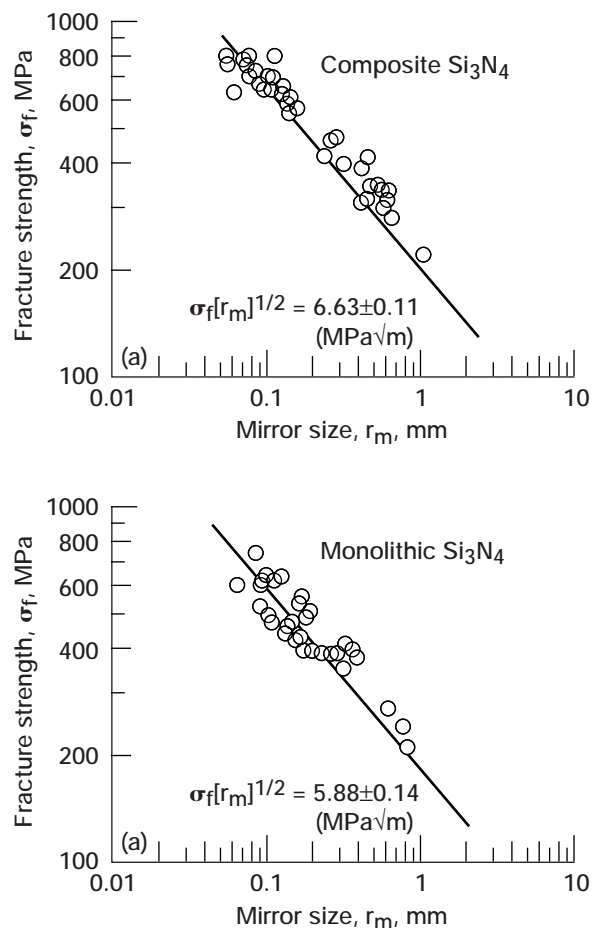 1000
800
600
400
200
100
Fracture strength, σf, MPa
Composite Si3N4
σf[rm]1/2 = 6.63±0.11
(MPa√m)
(a)
0.01
0.1
1
10
Mirror size, rm, mm
1000
800
600
400
200
100
Fracture strength, σf, MPa
Monolithic Si3N4
σf[rm]1/2 = 5.88±0.14
(MPa√m)
(a)
0.01
0.1
1
10
Mirror size, rm, mm